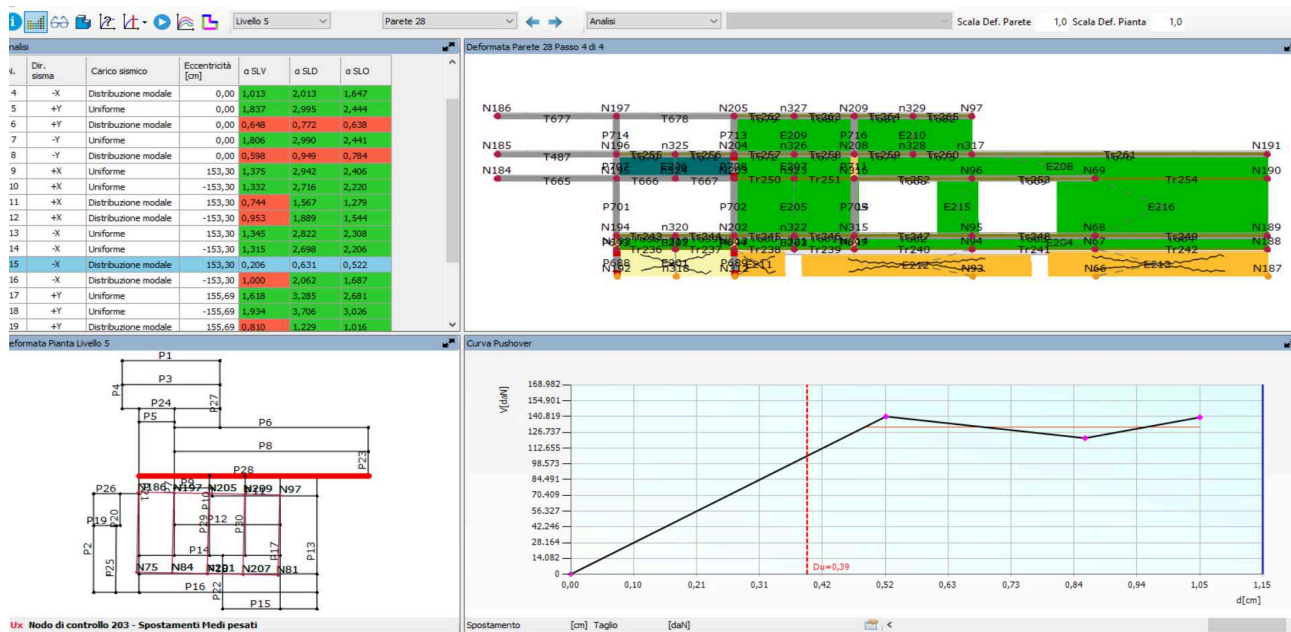 Livello 5 Parete 28 Analisi Scala Def. Parete 1,0 Scala Def. Pianta 1,0
Deformata Parete 28 Passo 4 di 4
Dir. sisma Carico sismico Eccentricità [cm] α SLV α SLD α SLO
4 -X Distribuzione modale 0,00 1,013 2,013 1,647
5 +Y Uniforme 0,00 1,837 2,995 2,444
6 +Y Distribuzione modale 0,00 0,648 0,772 0,638
7 -Y Uniforme 0,00 1,806 2,990 2,441
8 -Y Distribuzione modale 0,00 0,598 0,949 0,784
9 +X Uniforme 153,30 1,375 2,942 2,406
10 +X Uniforme -153,30 1,332 2,716 2,220
11 +X Distribuzione modale 153,30 0,744 1,567 1,279
12 +X Distribuzione modale -153,30 0,953 1,889 1,544
13 -X Uniforme 153,30 1,345 2,822 2,308
14 -X Uniforme -153,30 1,315 2,698 2,206
15 -X Distribuzione modale 153,30 0,206 0,631 0,522
16 -X Distribuzione modale -153,30 1,000 2,062 1,687
17 +Y Uniforme 155,69 1,618 3,285 2,681
18 +Y Uniforme -155,69 1,934 3,706 3,026
19 +Y Distribuzione modale 155,69 0,810 1,229 1,016
N186 N197 N205 n327 N209 n329 N97
T677 T678
P714 P713 E209 P716 E210
N185 N196 n325 N204 n326 N208 n328 n317 N191
T487 E208
N184 N96 N69 N190
T665 T666 T667 Tr250 Tr251 Tr254
P701 P702 E205 E215 E216
N194 n320 N202 n322 N315 N95 N68 N189
Tr237 Tr238 Tr239 Tr240 N94 Tr241 N67 Tr242 N188
N192 n318 N312 E212 N93 N66 E213 N187
Livello 5
P1
P3
P4
P24 P27
P5
P6
P8
P23
P28
N186 N197 N205 N209 N97
P26
P19 P20 P29 P12 P30
P2 P14 P17 P13
P25 N75 N84 N207 N81
P16 P22
P15
Ux Nodo di controllo 203 - Spostamenti Medi pesati
Curva Pushover
V[daN]
168.982
154.901
140.819
126.737
112.655
98.573
84.491
70.409
56.327
42.246
28.164
14.082
0
Du=0,39
0,00 0,10 0,21 0,31 0,42 0,52 0,63 0,73 0,84 0,94 1,05 1,15
d[cm]
Spostamento [cm] Taglio [daN]